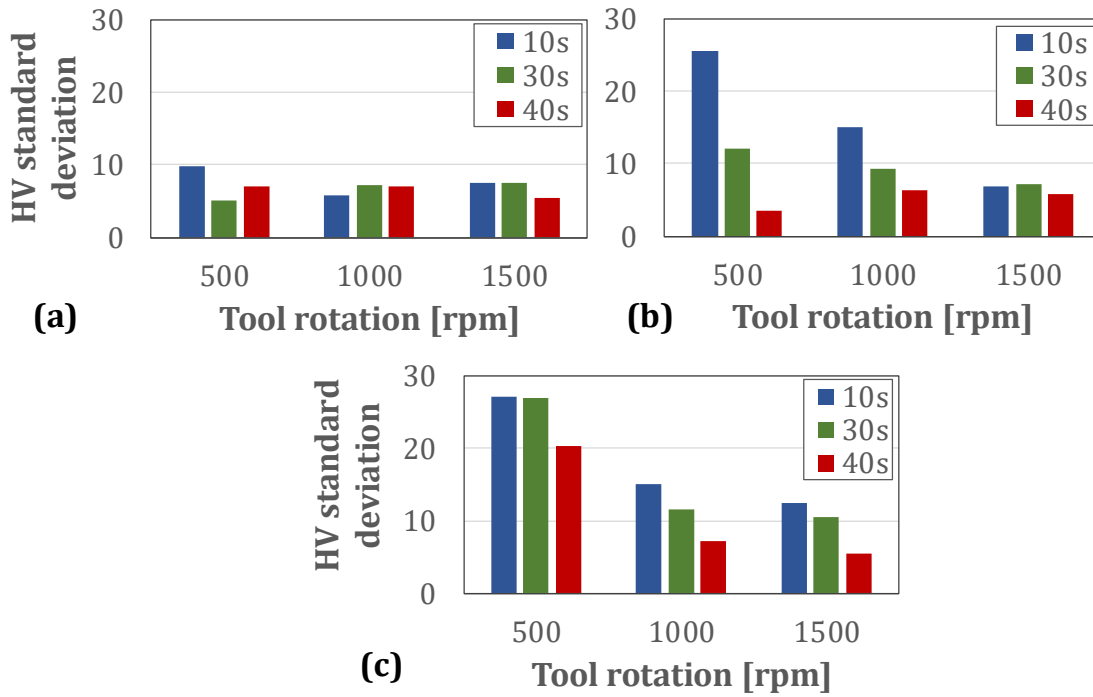 HV standard
deviation
30
20
10
0
10s
30s
40s
500 1000 1500
Tool rotation [rpm]
(a)
30
20
10
0
10s
30s
40s
500 1000 1500
Tool rotation [rpm]
(b)
HV standard
deviation
30
20
10
0
10s
30s
40s
500 1000 1500
Tool rotation [rpm]
(c)